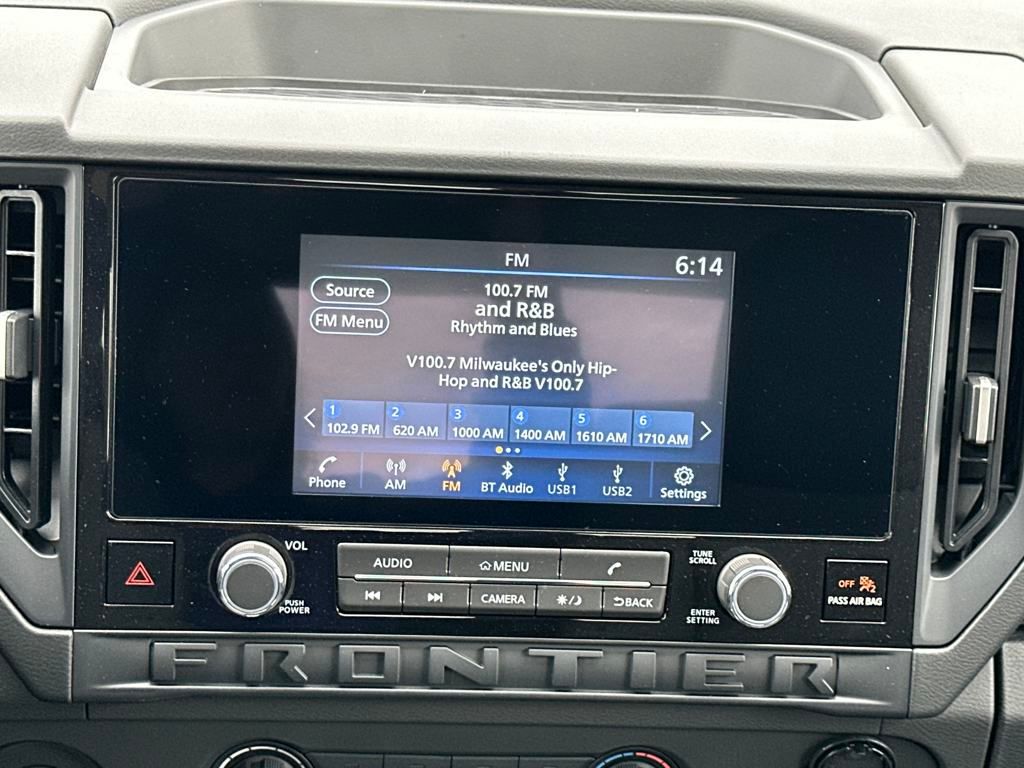 FM
6:14
Source
FM Menu
100.7 FM
and R&B
Rhythm and Blues
V100.7 Milwaukee's Only Hip-
Hop and R&B V100.7
1 2 3 4 5 6
102.9 FM 620 AM 1000 AM 1400 AM 1610 AM 1710 AM
Phone AM FM BT Audio USB1 USB2 Settings
VOL
PUSH
POWER
AUDIO MENU
CAMERA BACK
TUNE
SCROLL
ENTER
SETTING
OFF 2
PASS AIR BAG
FRONTIER